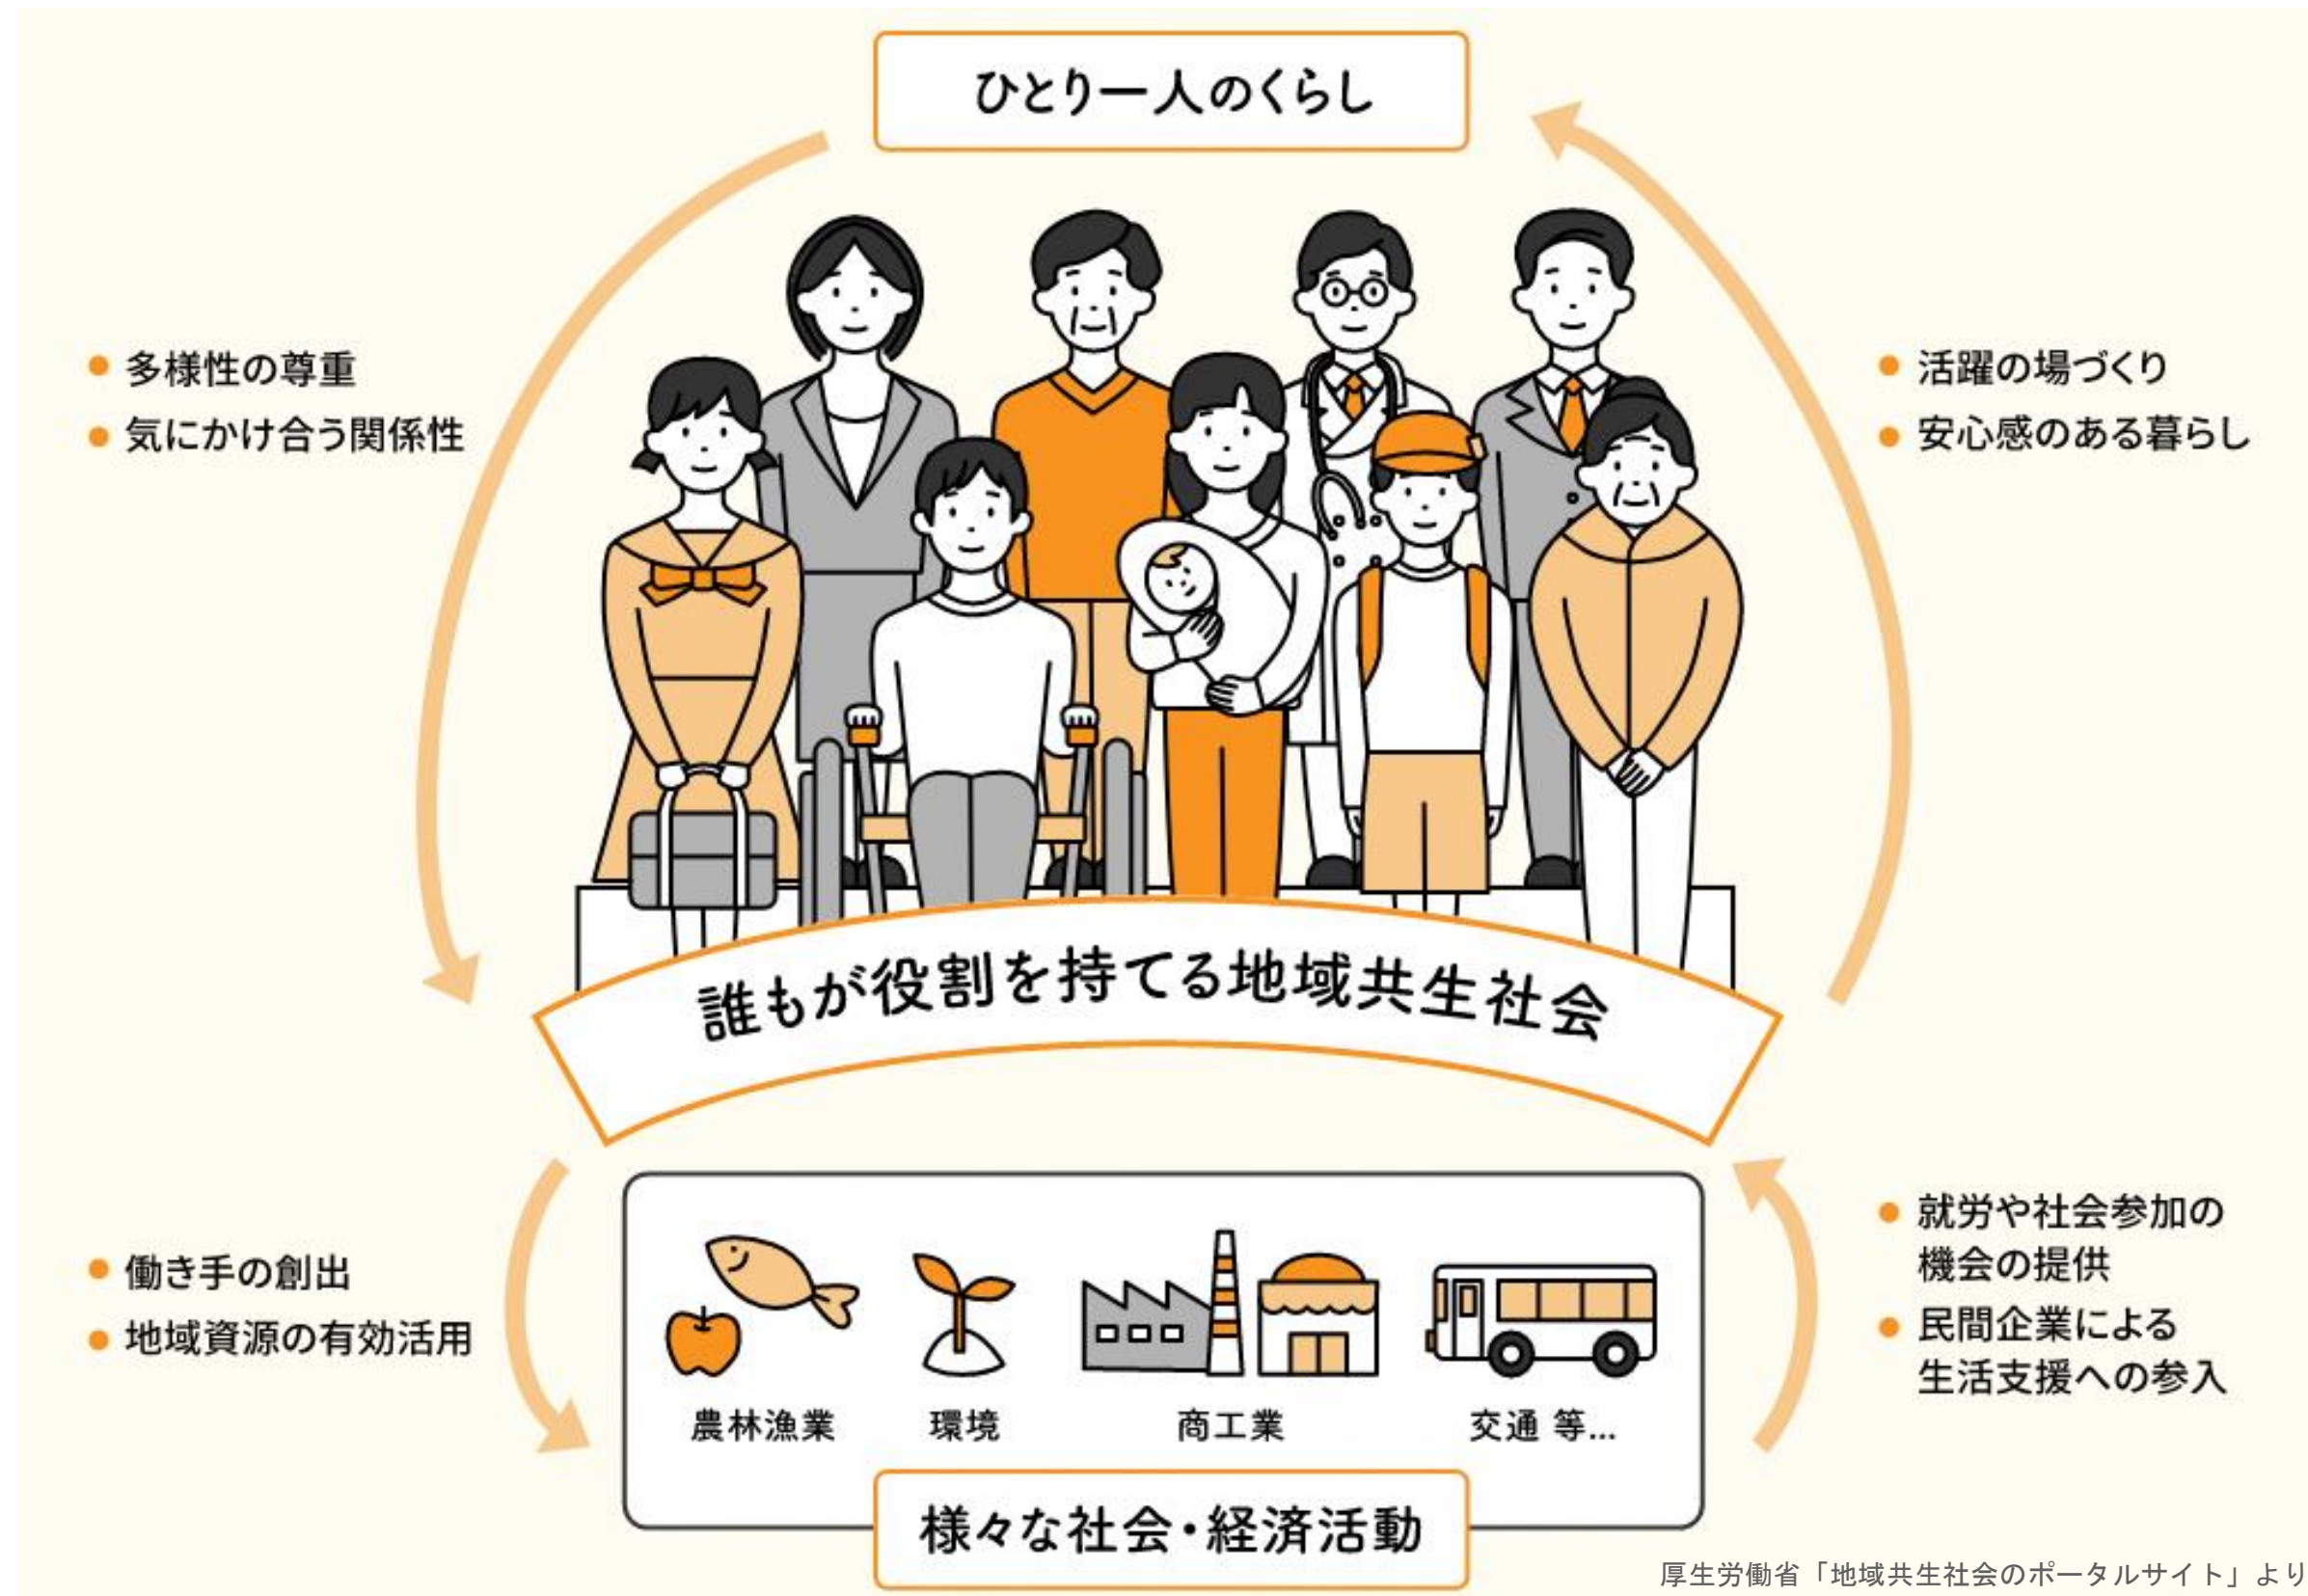 ひとり一人のくらし
多様性の尊重
気にかけ合う関係性
活躍の場づくり
安心感のある暮らし
誰もが役割を持てる地域共生社会
働き手の創出
地域資源の有効活用
就労や社会参加の
機会の提供
民間企業による
生活支援への参入
農林漁業
環境
商工業
交通 等…
様々な社会・経済活動
厚生労働省「地域共生社会のポータルサイト」より